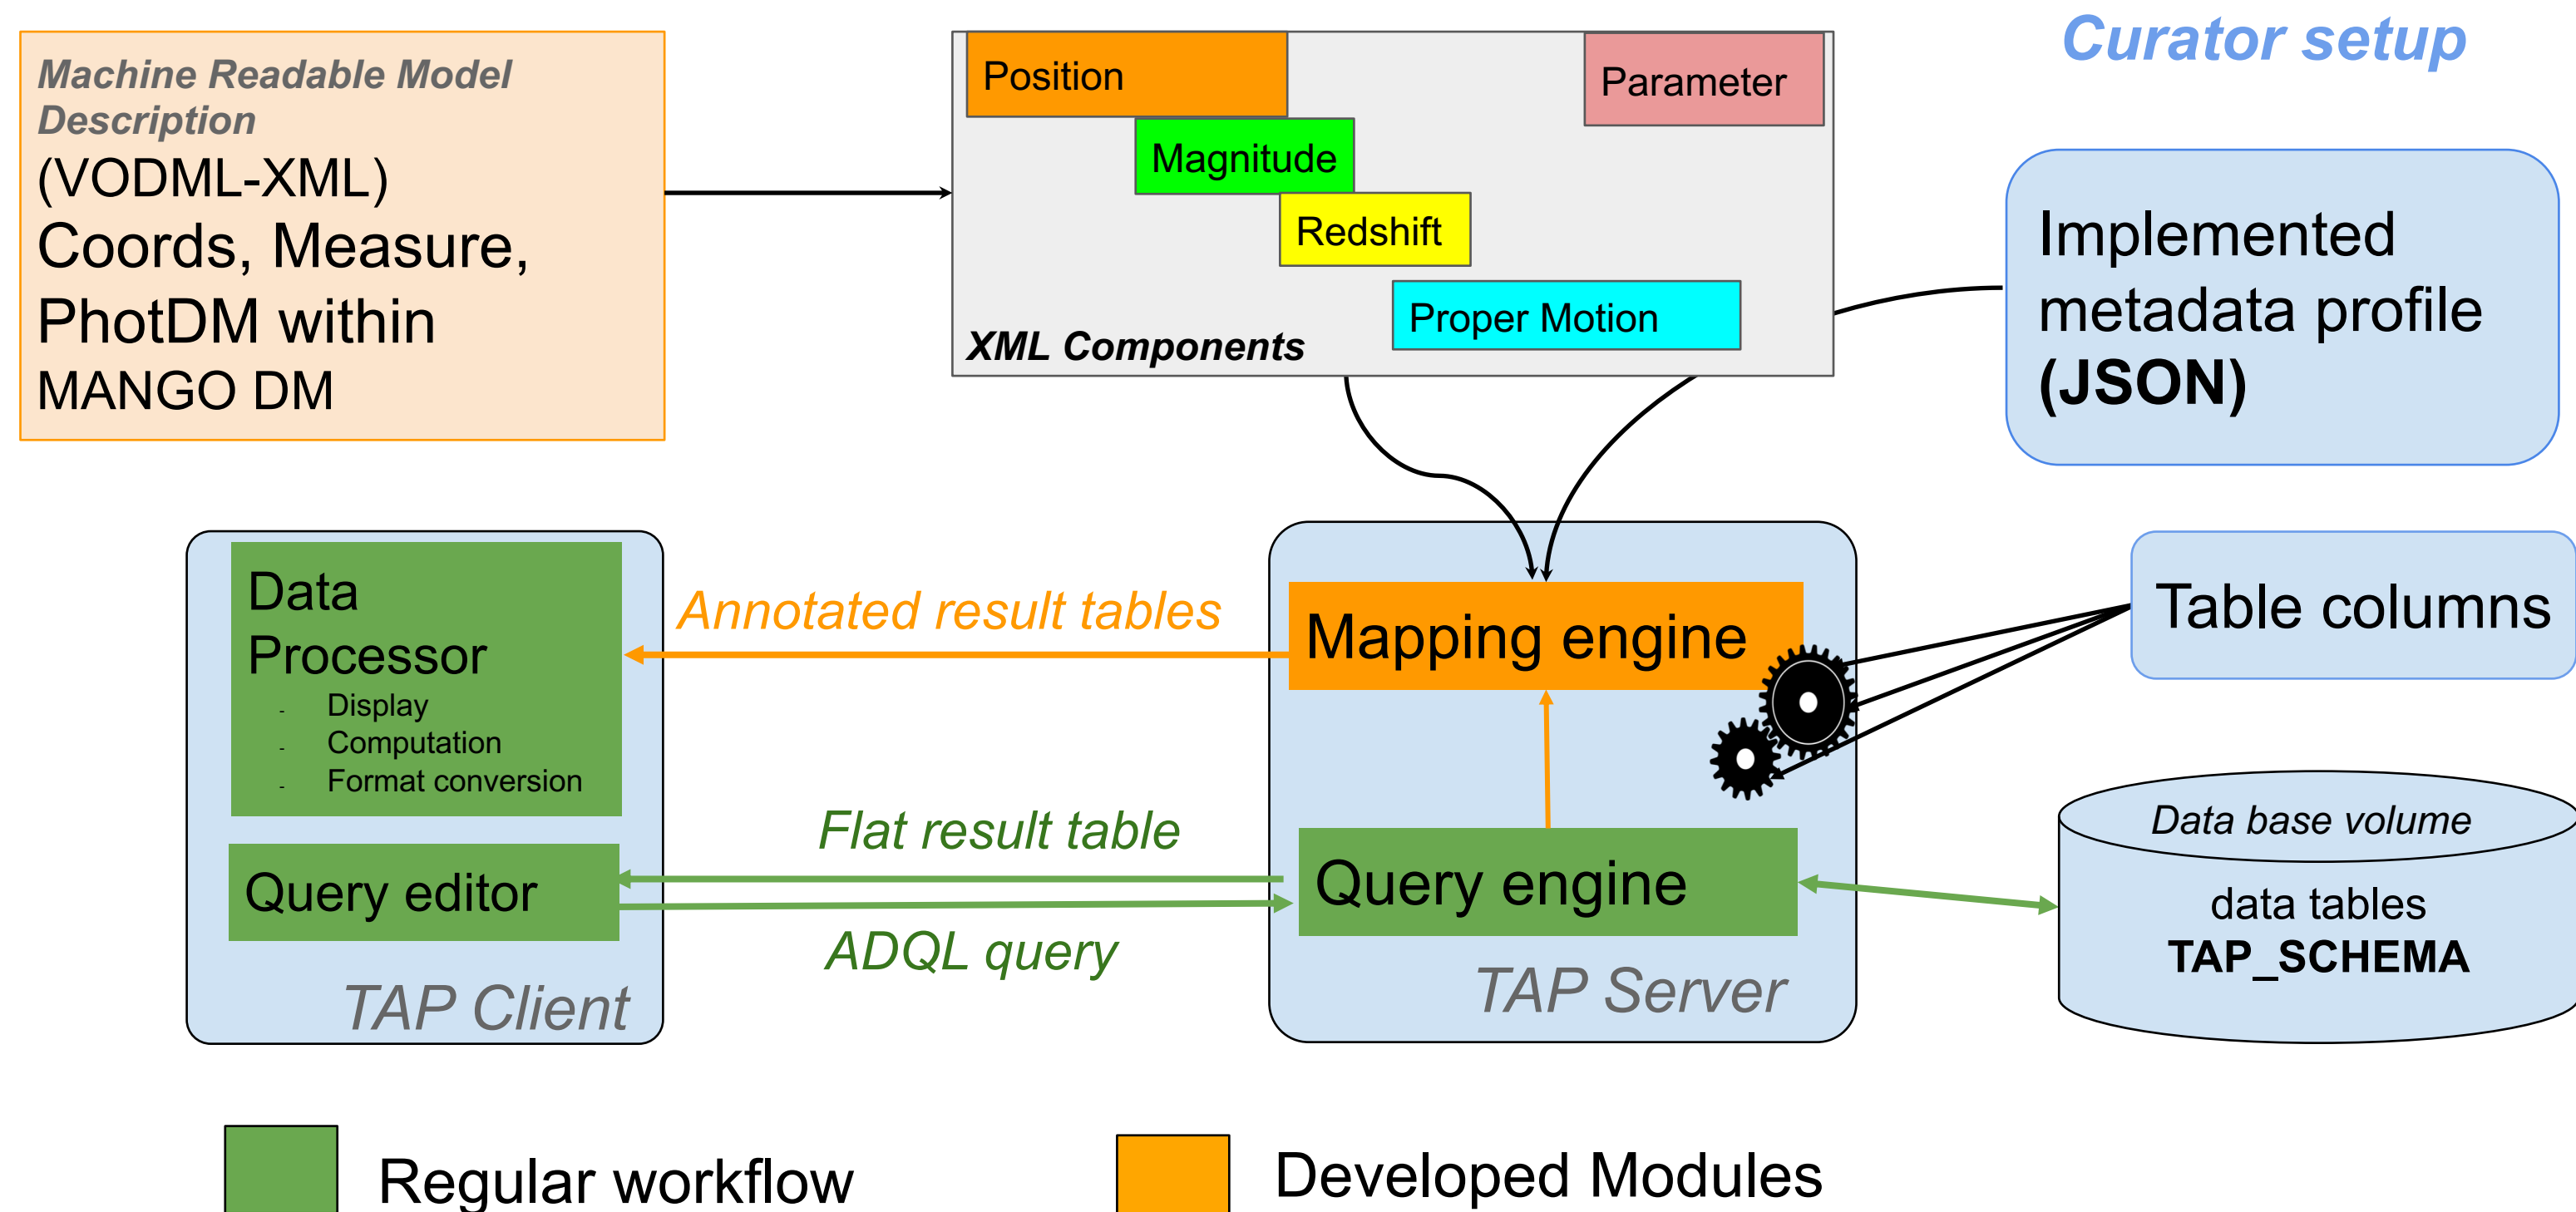 Curator setup
Machine Readable Model
Description
(VODML-XML)
Coords, Measure,
PhotDM within
MANGO DM
Position
Parameter
Magnitude
Redshift
Proper Motion
XML Components
Implemented
metadata profile
(JSON)
Data
Processor
- Display
- Computation
- Format conversion
Query editor
TAP Client
Annotated result tables
Flat result table
ADQL query
Mapping engine
Query engine
TAP Server
Table columns
Data base volume
data tables
TAP_SCHEMA
Regular workflow
Developed Modules